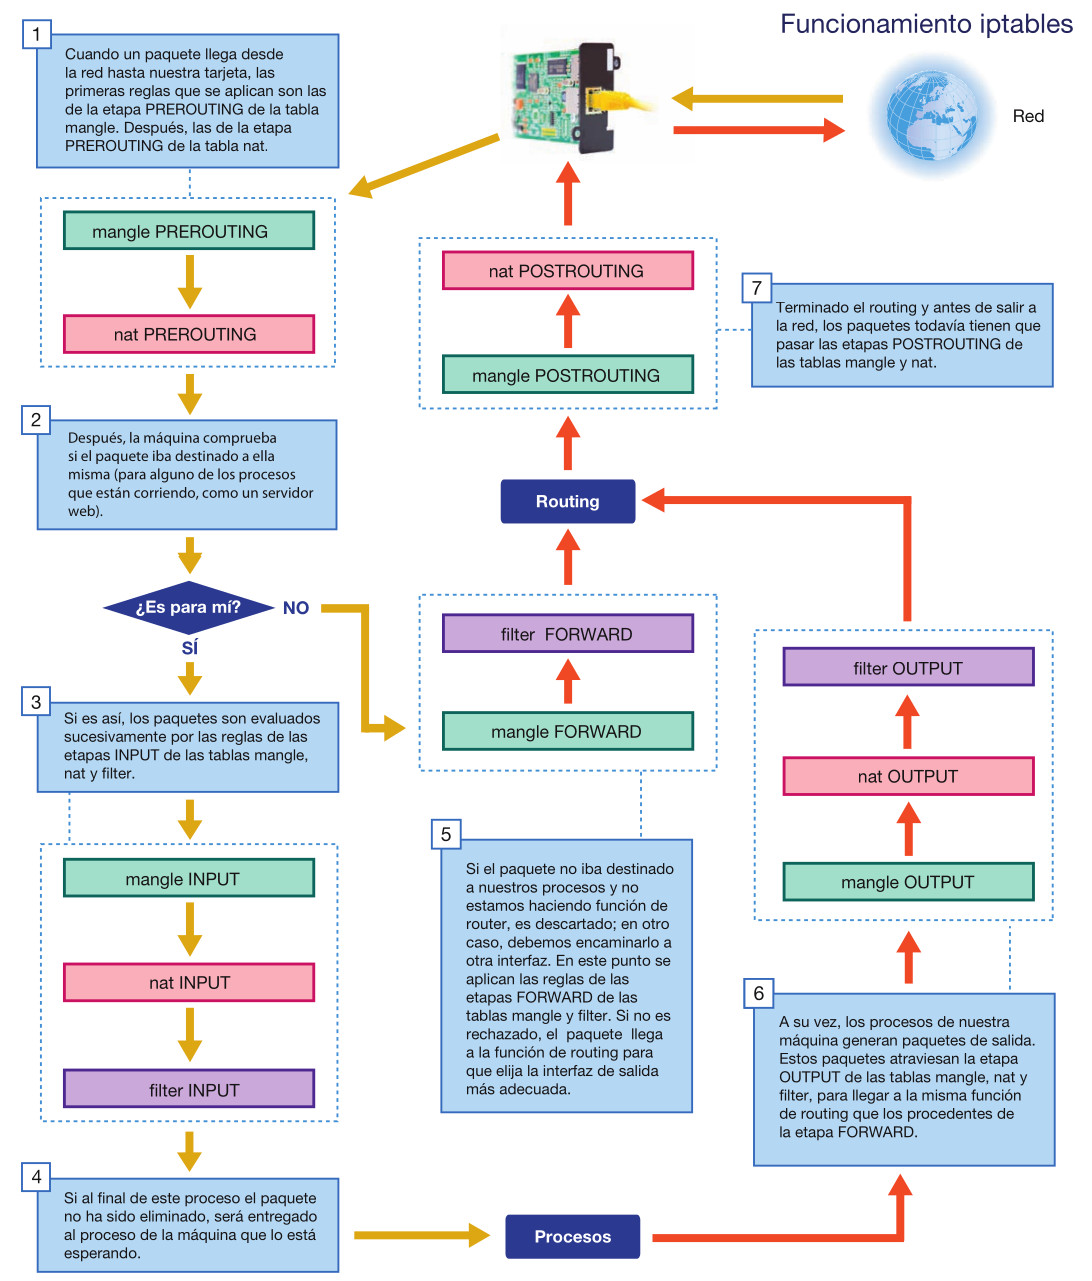 Funcionamiento iptables
Red
1
Cuando un paquete llega desde
la red hasta nuestra tarjeta, las
primeras reglas que se aplican son las
de la etapa PREROUTING de la tabla
mangle. Después, las de la etapa
PREROUTING de la tabla nat.
mangle PREROUTING
nat PREROUTING
2
Después, la máquina comprueba
si el paquete iba destinado a ella
misma (para alguno de los procesos
que están corriendo, como un servidor
web).
¿Es para mí?
NO
SÍ
3
Si es así, los paquetes son evaluados
sucesivamente por las reglas de las
etapas INPUT de las tablas mangle,
nat y filter.
mangle INPUT
nat INPUT
filter INPUT
4
Si al final de este proceso el paquete
no ha sido eliminado, será entregado
al proceso de la máquina que lo está
esperando.
Procesos
nat POSTROUTING
mangle POSTROUTING
7
Terminado el routing y antes de salir a
la red, los paquetes todavía tienen que
pasar las etapas POSTROUTING de
las tablas mangle y nat.
Routing
filter FORWARD
mangle FORWARD
5
Si el paquete no iba destinado
a nuestros procesos y no
estamos haciendo función de
router, es descartado; en otro
caso, debemos encaminarlo a
otra interfaz. En este punto se
aplican las reglas de las
etapas FORWARD de las
tablas mangle y filter. Si no es
rechazado, el paquete llega
a la función de routing para
que elija la interfaz de salida
más adecuada.
filter OUTPUT
nat OUTPUT
mangle OUTPUT
6
A su vez, los procesos de nuestra
máquina generan paquetes de salida.
Estos paquetes atraviesan la etapa
OUTPUT de las tablas mangle, nat y
filter, para llegar a la misma función
de routing que los procedentes de
la etapa FORWARD.